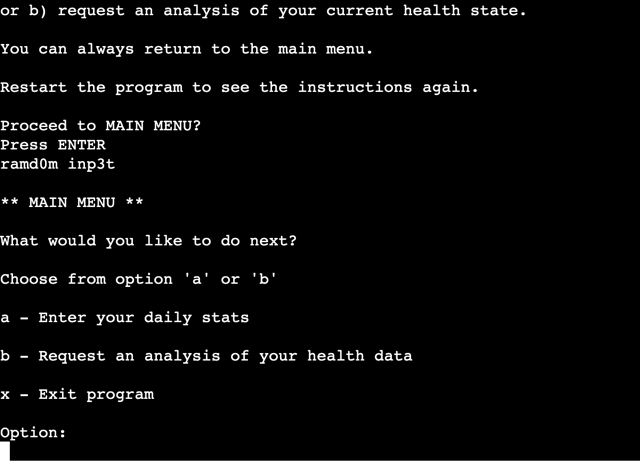 or b) request an analysis of your current health state.
You can always return to the main menu.
Restart the program to see the instructions again.
Proceed to MAIN MENU?
Press ENTER
ramd0m inp3t
** MAIN MENU **
What would you like to do next?
Choose from option 'a' or 'b'
a - Enter your daily stats
b - Request an analysis of your health data
x - Exit program
Option: